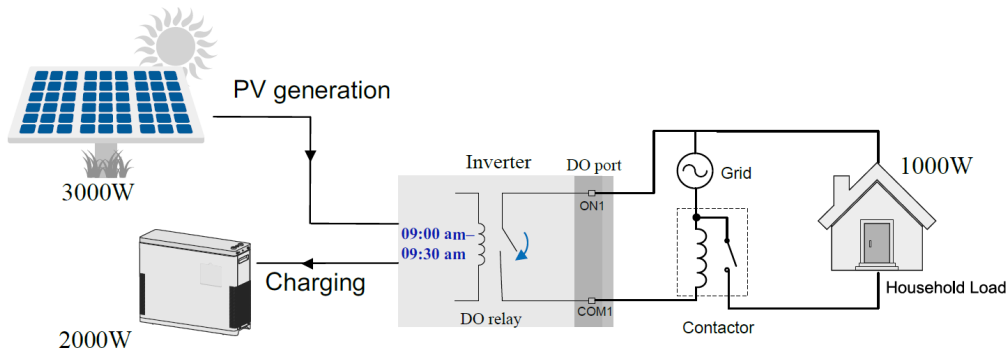 PV generation
3000W
Inverter
DO port
1000W
Grid
ON1
09:00 am–
09:30 am
Charging
Household Load
COM1
DO relay
Contactor
2000W